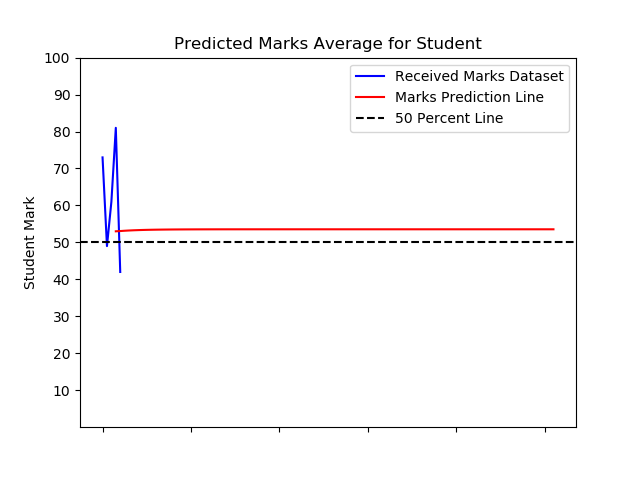 Predicted Marks Average for Student
100
90
80
70
60
50
40
30
20
10
Student Mark
Received Marks Dataset
Marks Prediction Line
50 Percent Line